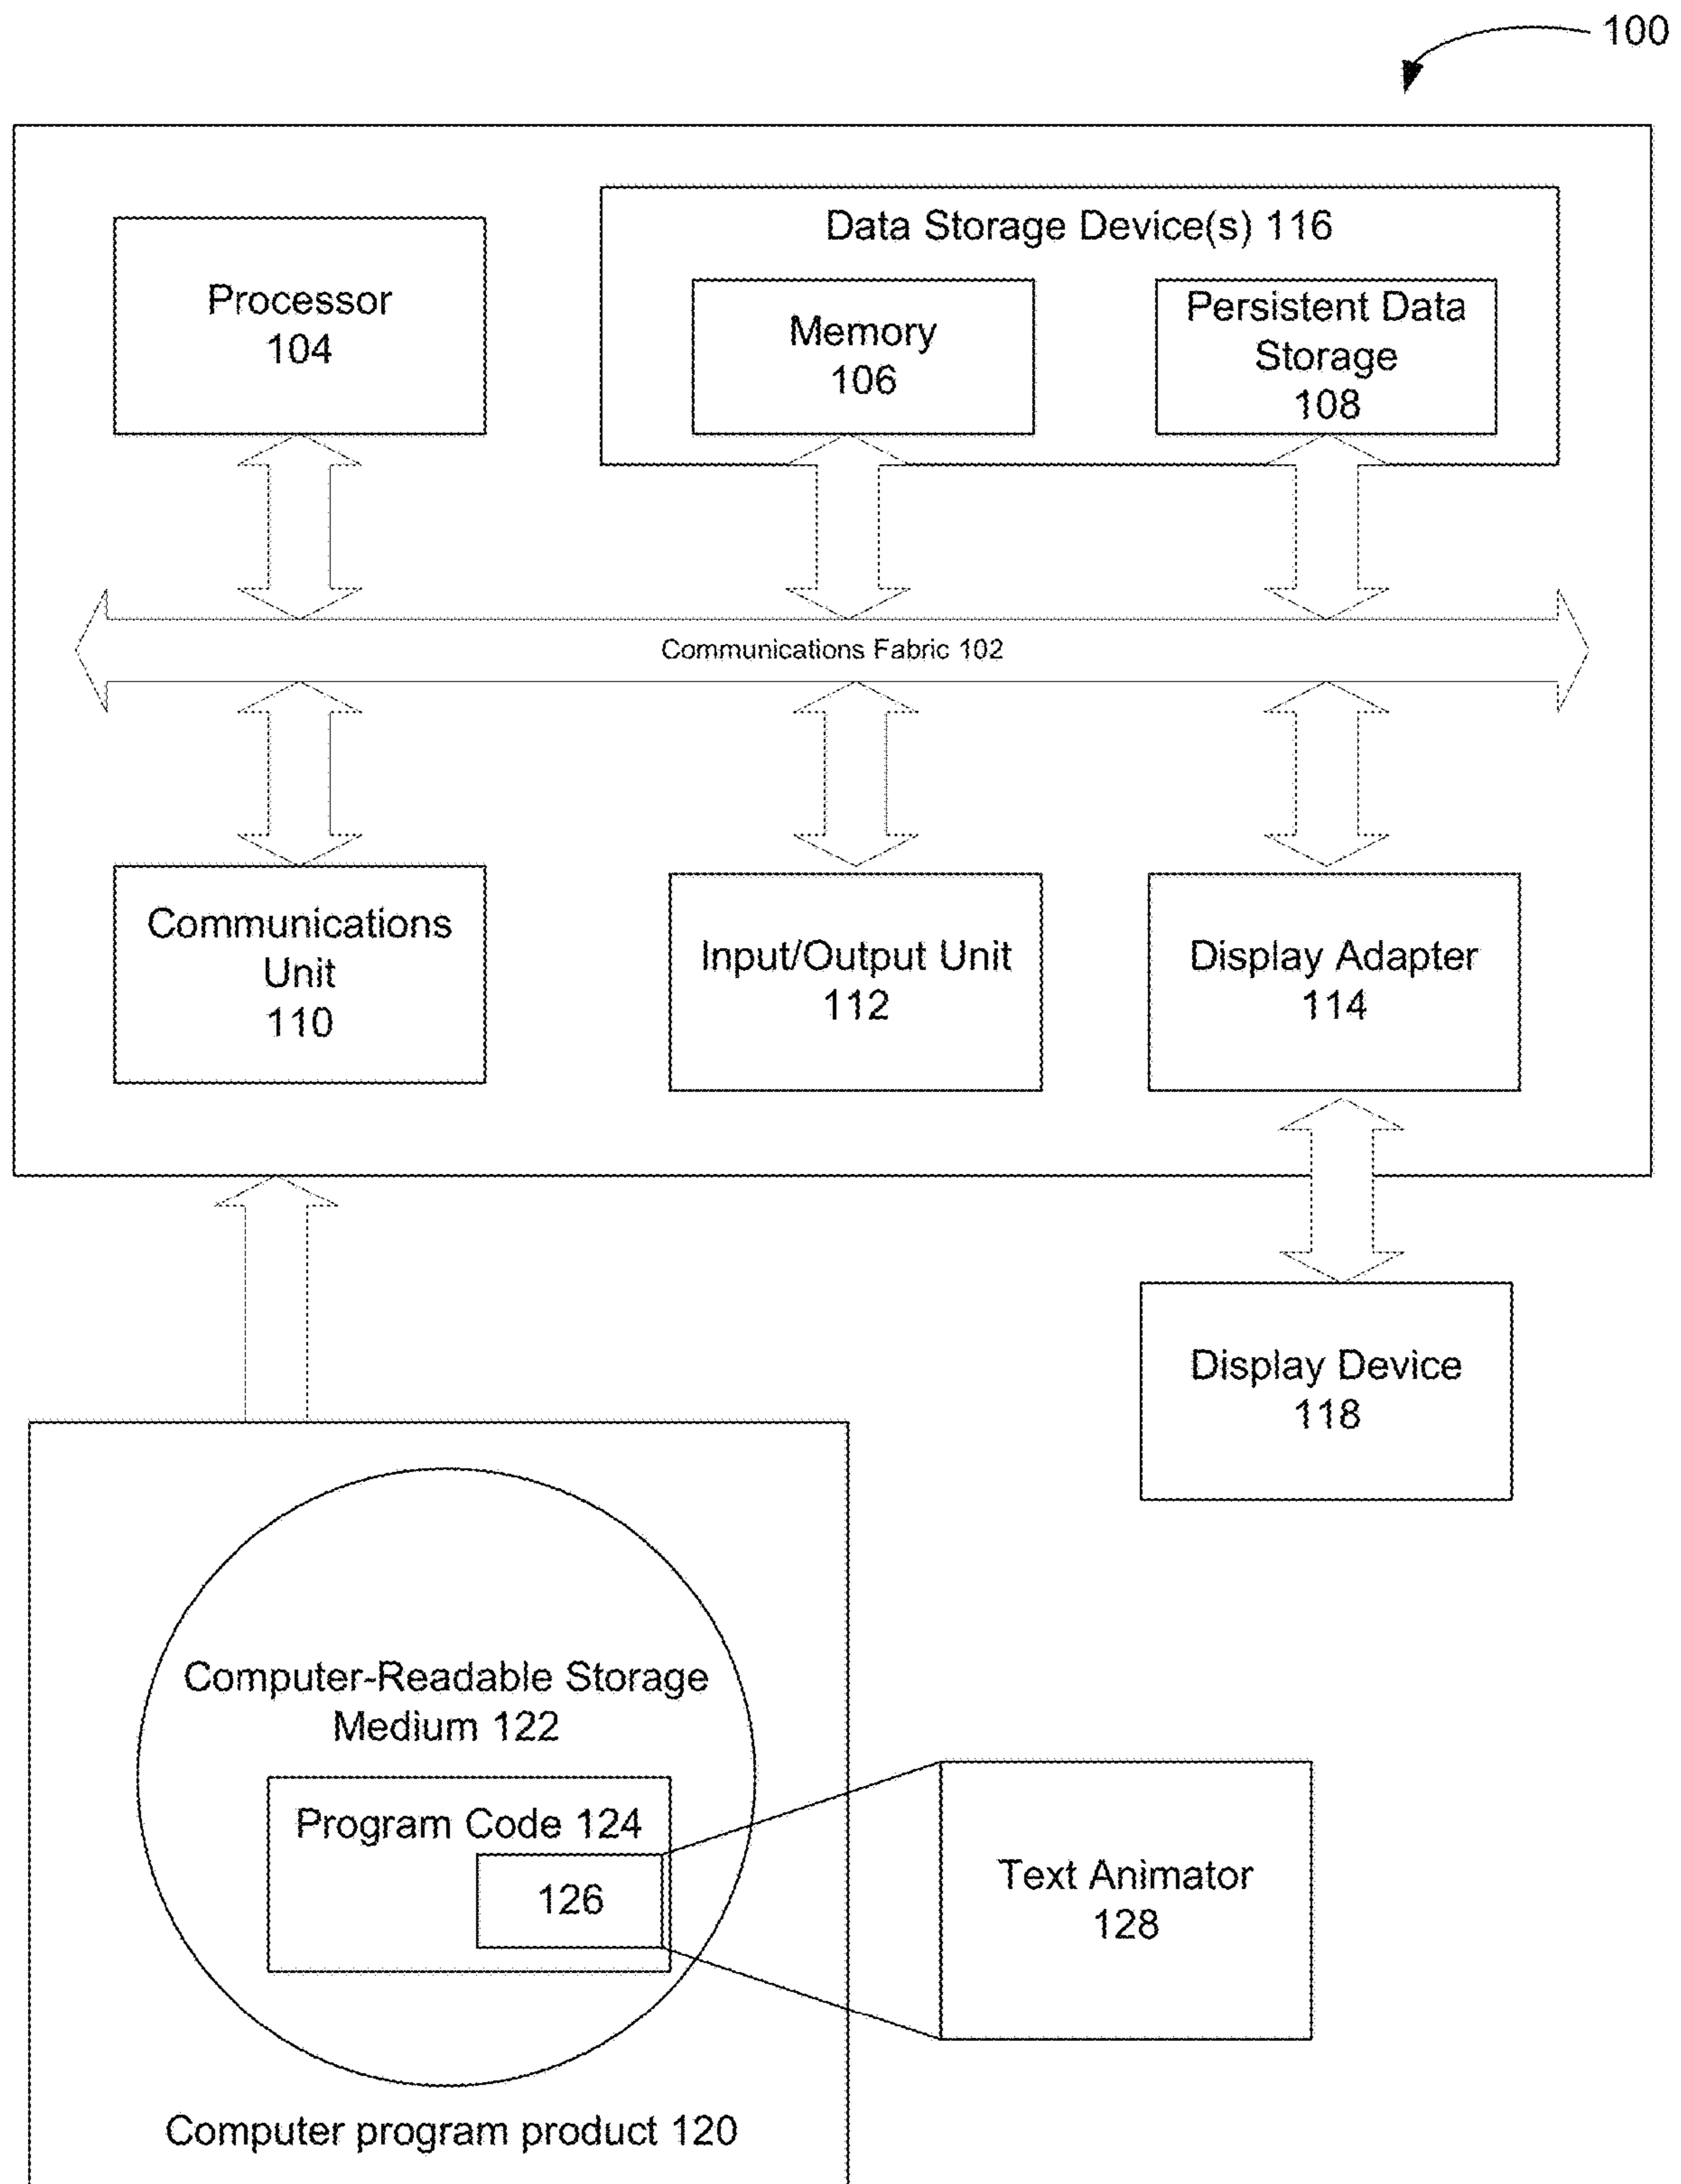 100
Data Storage Device(s) 116
Processor
104
Memory
106
Persistent Data
Storage
108
Communications Fabric 102
Communications
Unit
110
Input/Output Unit
112
Display Adapter
114
Display Device
118
Computer-Readable Storage
Medium 122
Program Code 124
126
Text Animator
128
Computer program product 120